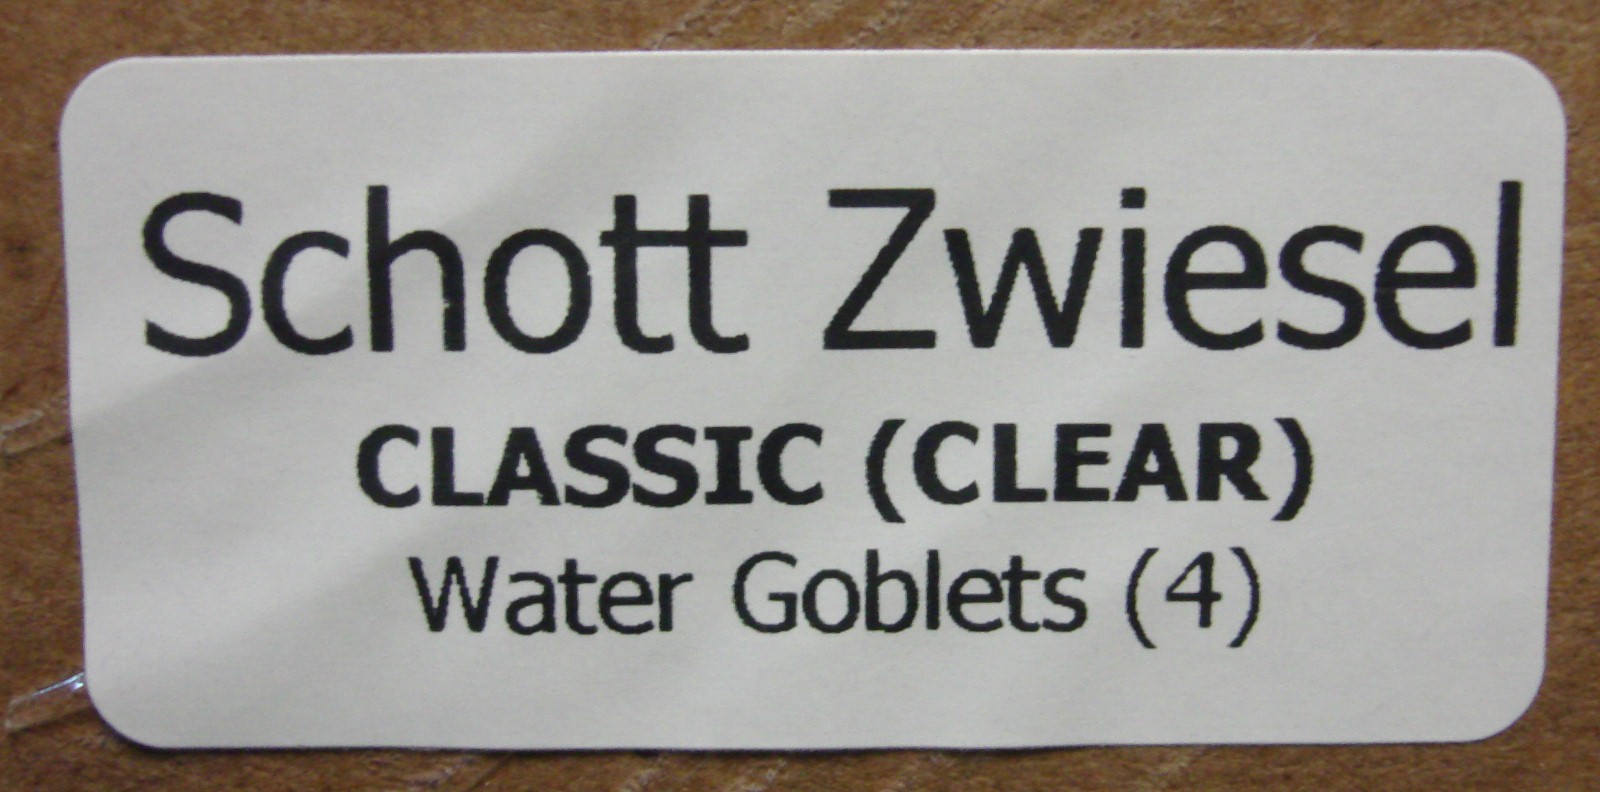 Schott Zwiesel
CLASSIC (CLEAR)
Water Goblets (4)